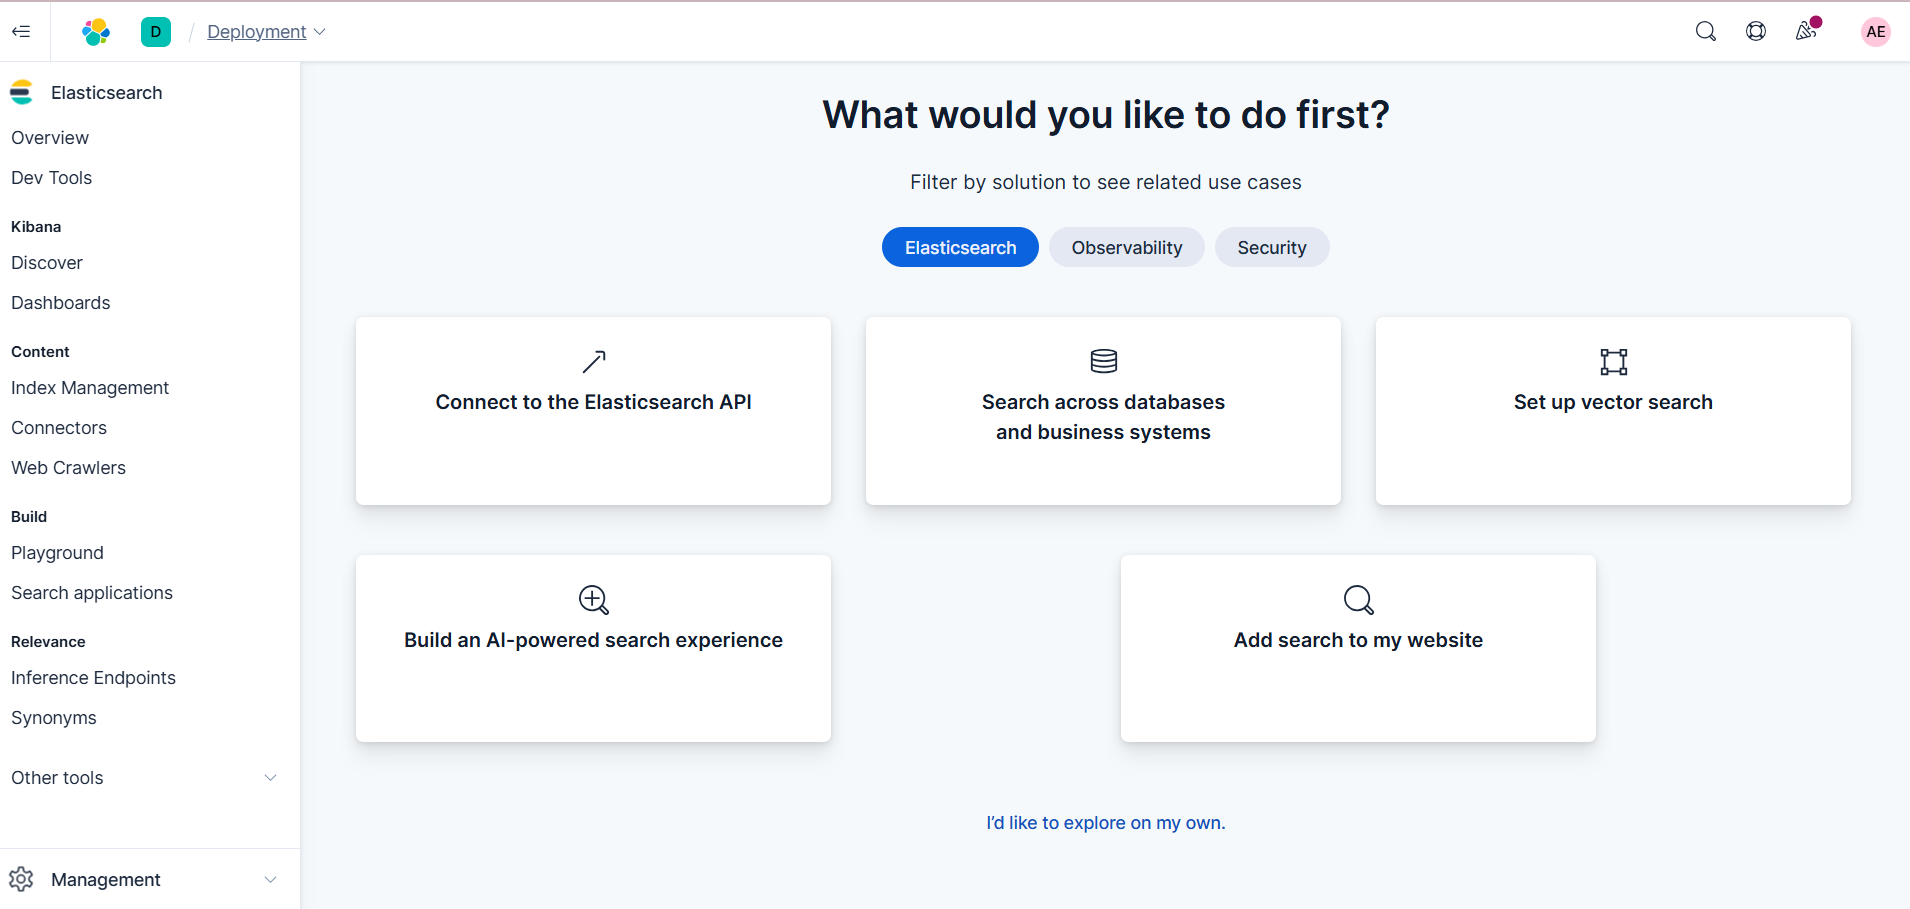 D / Deployment
AE
Elasticsearch
Overview
Dev Tools
Kibana
Discover
Dashboards
Content
Index Management
Connectors
Web Crawlers
Build
Playground
Search applications
Relevance
Inference Endpoints
Synonyms
Other tools
Management
What would you like to do first?
Filter by solution to see related use cases
Elasticsearch Observability Security
Connect to the Elasticsearch API
Search across databases
and business systems
Set up vector search
Build an AI-powered search experience
Add search to my website
I’d like to explore on my own.